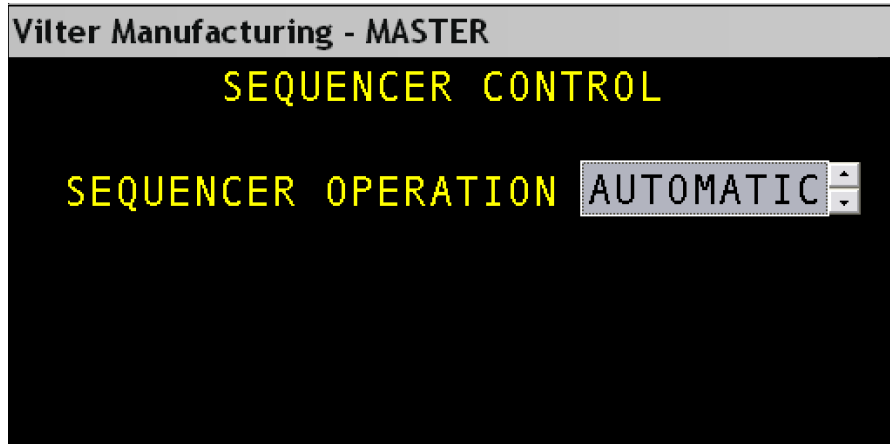 Vilter Manufacturing - MASTER
SEQUENCER CONTROL
SEQUENCER OPERATION AUTOMATIC